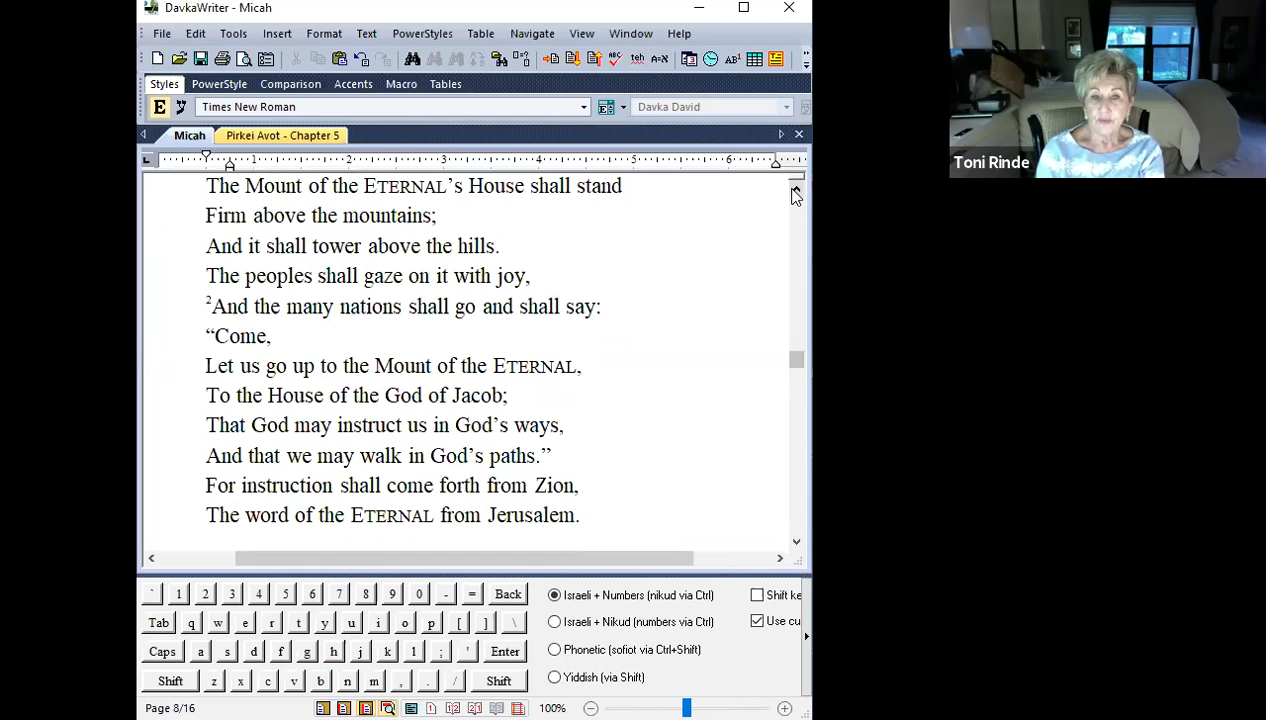 DavkaWriter - Micah
File Edit Tools Insert Format Text PowerStyles Table Navigate View Window Help
Styles PowerStyle Comparison Accents Macro Tables
E Times New Roman Davka David
Micah Pirkei Avot - Chapter 5
1 2 3 4 5 6
The Mount of the ETERNAL’s House shall stand
Firm above the mountains;
And it shall tower above the hills.
The peoples shall gaze on it with joy,
²And the many nations shall go and shall say:
“Come,
Let us go up to the Mount of the ETERNAL,
To the House of the God of Jacob;
That God may instruct us in God’s ways,
And that we may walk in God’s paths.”
For instruction shall come forth from Zion,
The word of the ETERNAL from Jerusalem.
` 1 2 3 4 5 6 7 8 9 0 - = Back
Tab q w e r t y u i o p [ ] \
Caps a s d f g h j k l ; ' Enter
Shift z x c v b n m , . / Shift
Israeli + Numbers (nikud via Ctrl)
Israeli + Nikud (numbers via Ctrl)
Phonetic (sofiot via Ctrl+Shift)
Yiddish (via Shift)
Shift ke
Use cu
Page 8/16 100%
Toni Rinde